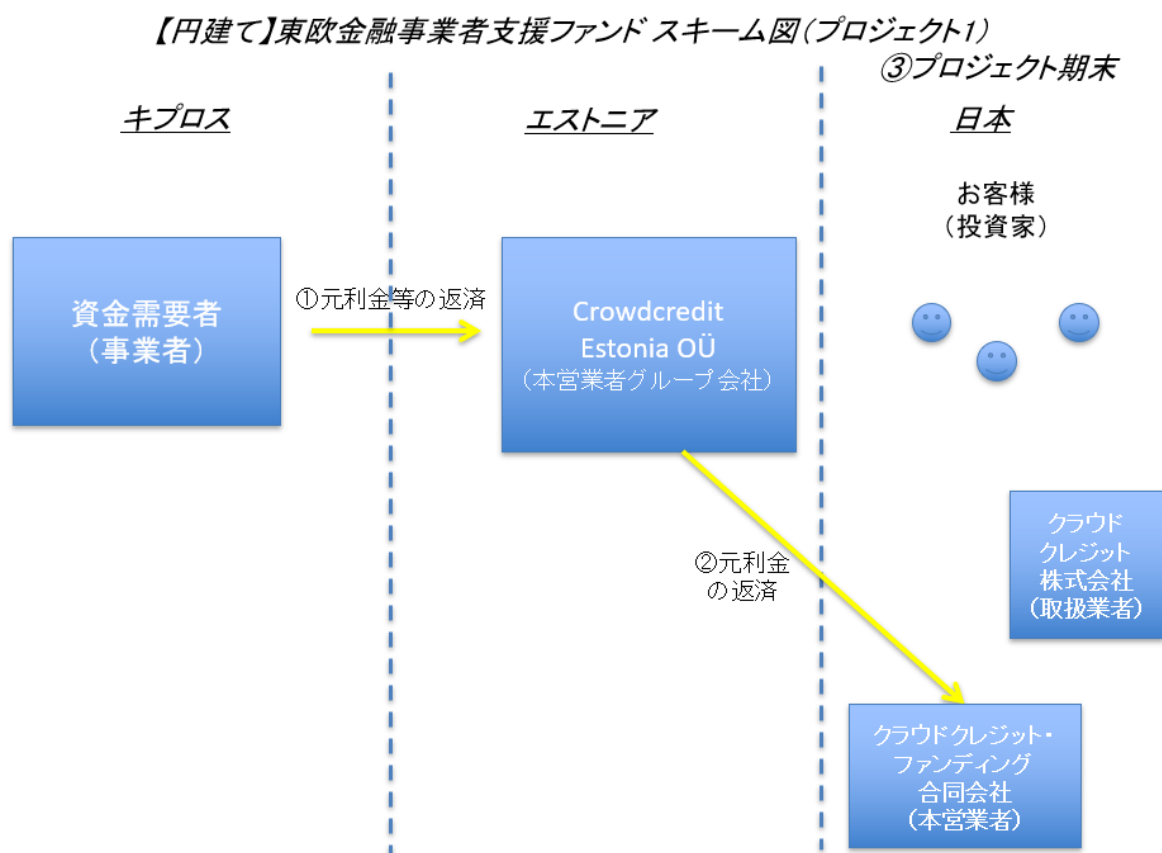 【円建て】東欧金融事業者支援ファンド スキーム図(プロジェクト1)
③プロジェクト期末
キプロス
エストニア
日本
お客様
(投資家)
資金需要者
(事業者)
①元利金等の返済
Crowdcredit
Estonia OÜ
(本営業者グループ会社)
②元利金
の返済
クラウド
クレジット
株式会社
(取扱業者)
クラウドクレジット・
ファンディング
合同会社
(本営業者)